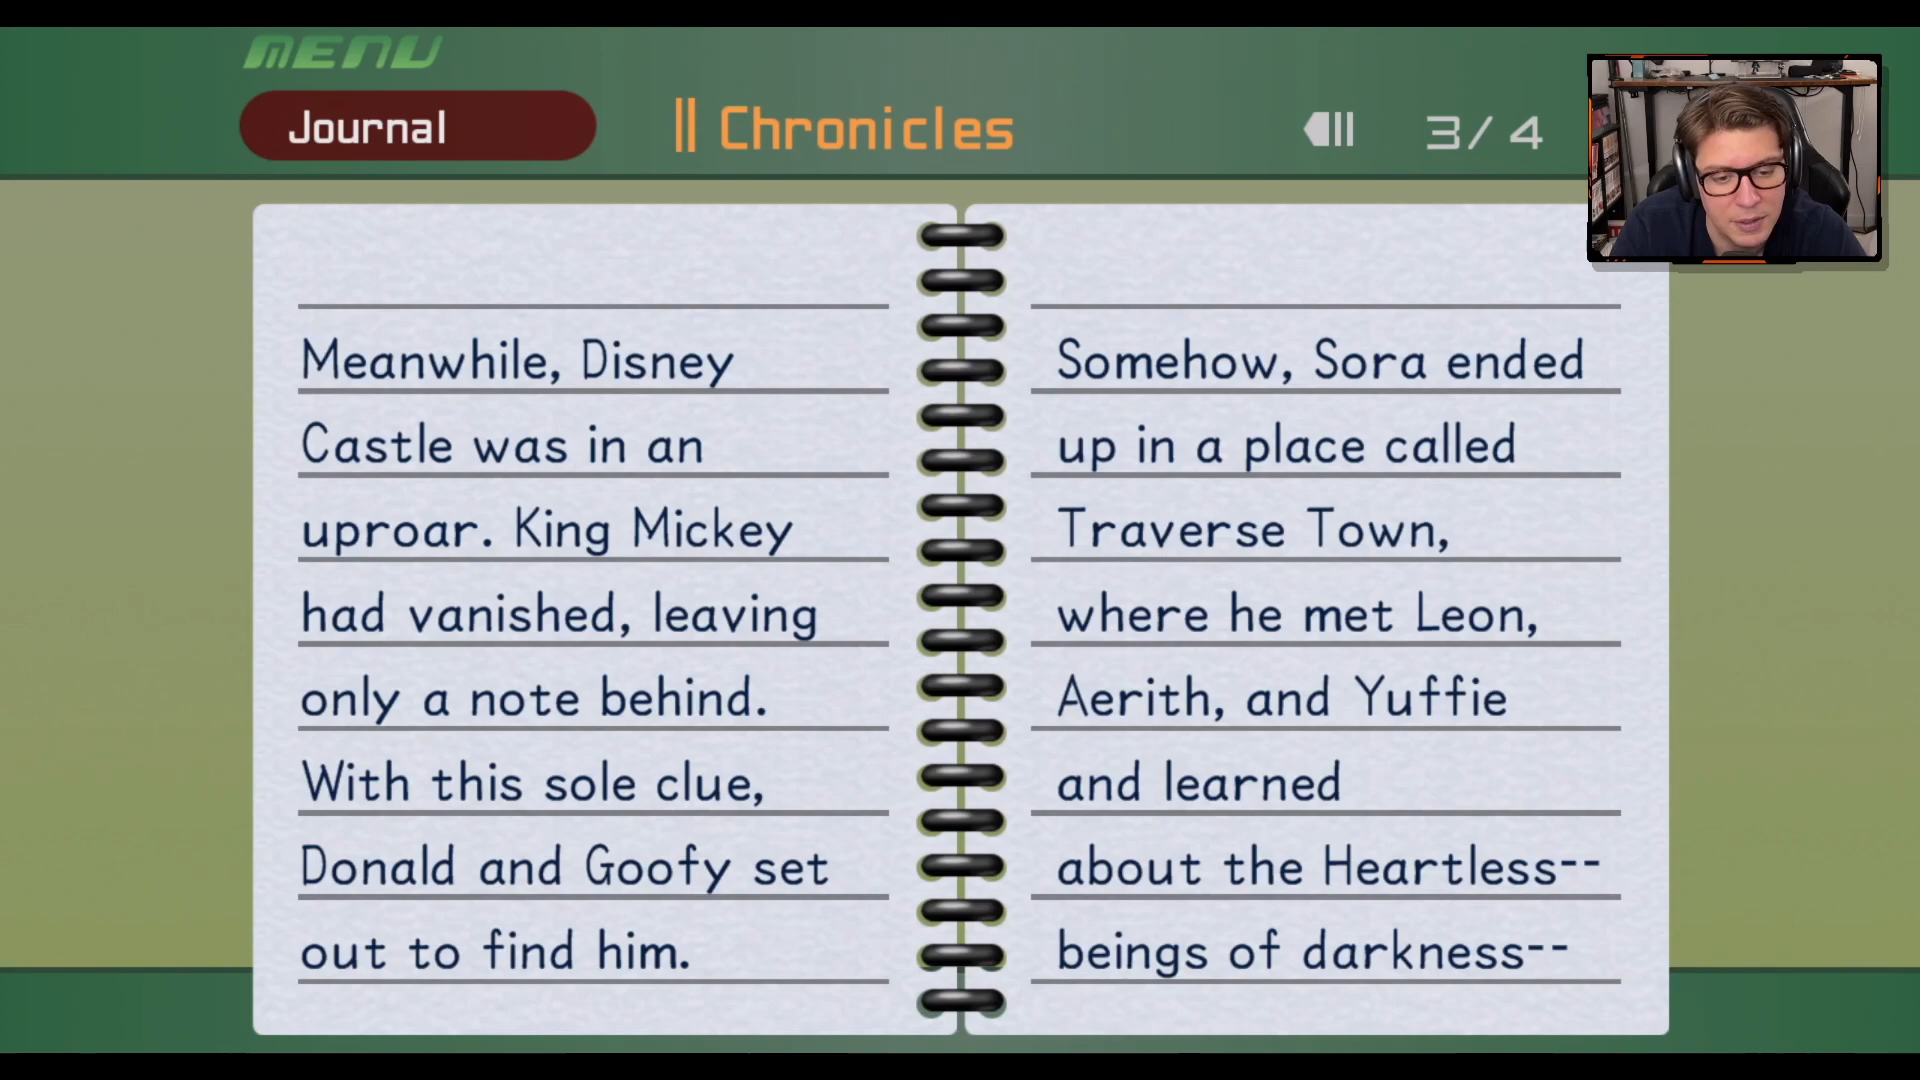 MENU
Journal
Chronicles
3/4
Meanwhile, Disney
Castle was in an
uproar. King Mickey
had vanished, leaving
only a note behind.
With this sole clue,
Donald and Goofy set
out to find him.
Somehow, Sora ended
up in a place called
Traverse Town,
where he met Leon,
Aerith, and Yuffie
and learned
about the Heartless--
beings of darkness--